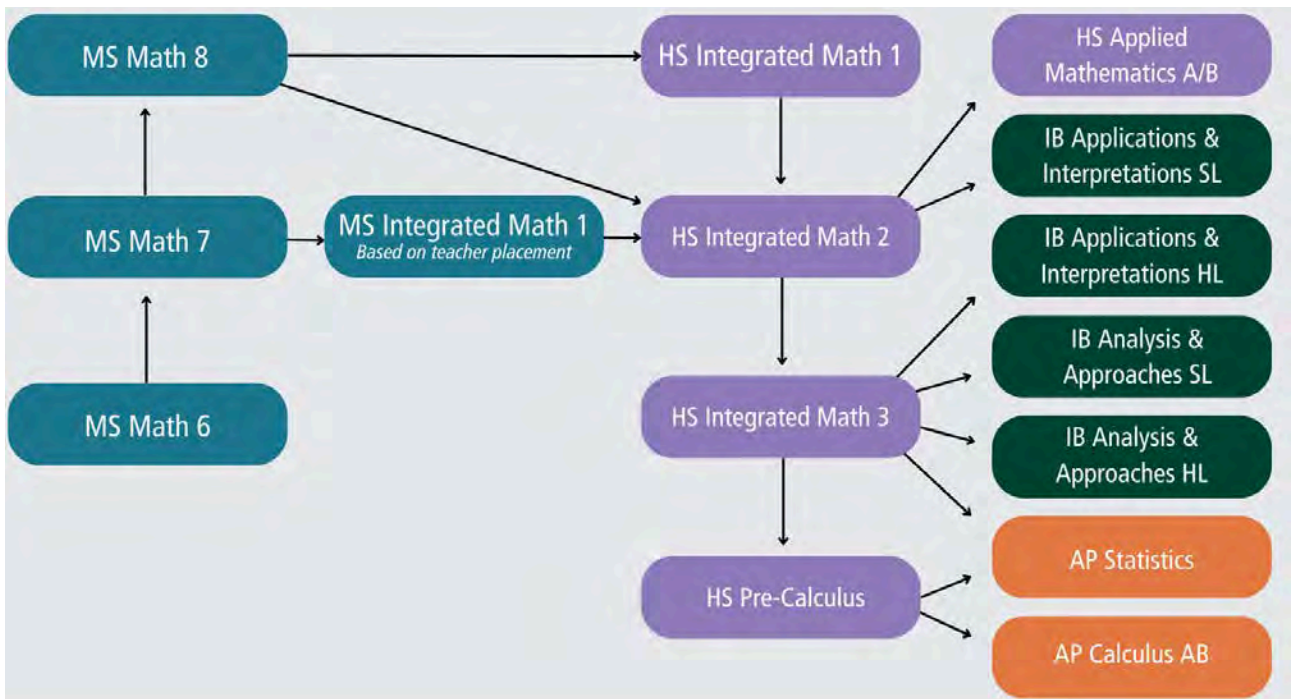 MS Math 8
HS Integrated Math 1
HS Applied
Mathematics A/B
IB Applications &
Interpretations SL
MS Math 7
MS Integrated Math 1
Based on teacher placement
HS Integrated Math 2
IB Applications &
Interpretations HL
IB Analysis &
Approaches SL
MS Math 6
HS Integrated Math 3
IB Analysis &
Approaches HL
AP Statistics
HS Pre-Calculus
AP Calculus AB